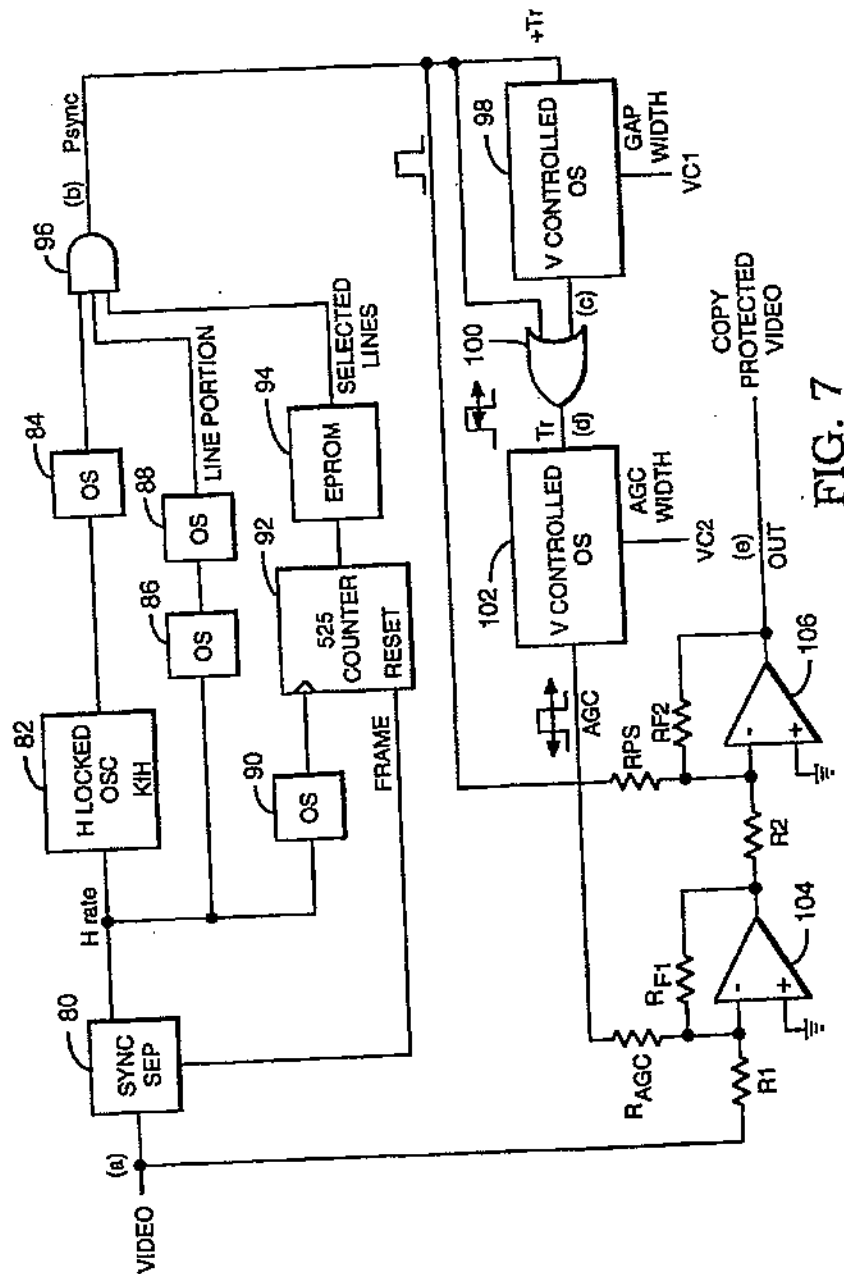 VIDEO
(a)
80
SYNC
SEP
H rate
82
H LOCKED
OSC
KfH
84
OS
86
OS
88
OS
LINE PORTION
90
OS
92
525
COUNTER
RESET
FRAME
94
EPROM
SELECTED
LINES
96
(b)
Psync
+Tr
98
V CONTROLLED
OS
GAP
WIDTH
VC1
(c)
100
Tr
(d)
102
V CONTROLLED
OS
AGC
WIDTH
VC2
AGC
RAGC
R1
RF1
104
-
+
R2
RPS
RF2
106
-
+
(e)
OUT
COPY
PROTECTED
VIDEO
FIG. 7